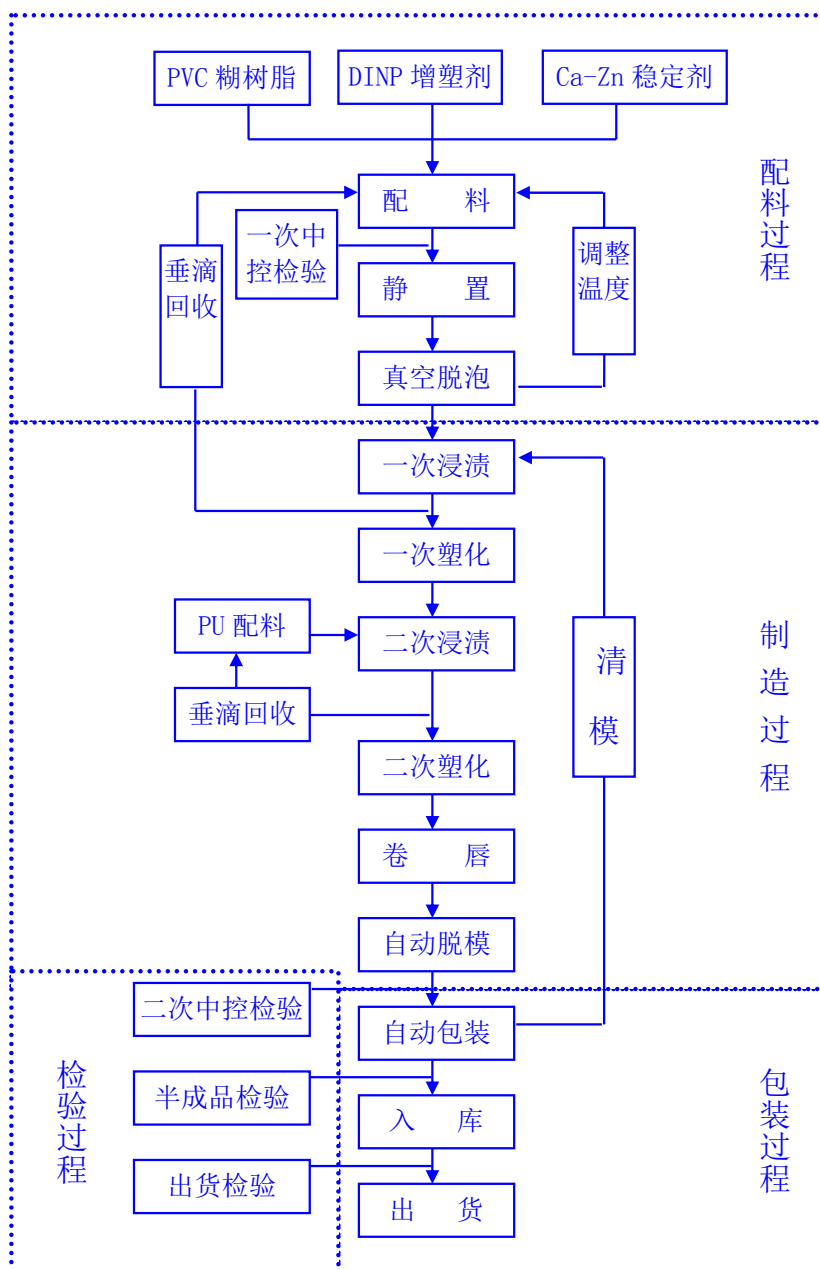 PVC 糊树脂
DINP 增塑剂
Ca-Zn 稳定剂
配料过程
配 料
一次中
控检验
垂滴
回收
调整
温度
静 置
真空脱泡
一次浸渍
一次塑化
PU 配料
二次浸渍
清
模
制
造
过
程
垂滴回收
二次塑化
卷 唇
自动脱模
二次中控检验
自动包装
检验过程
半成品检验
包装过程
入 库
出货检验
出 货